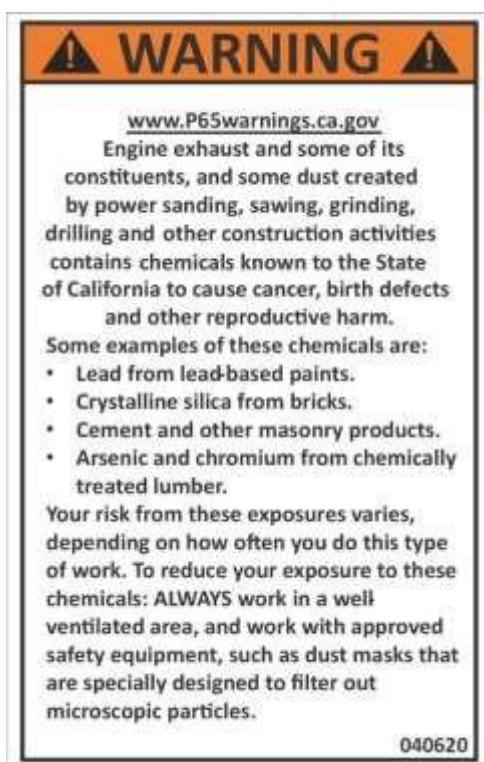 WARNING
www.P65warnings.ca.gov
Engine exhaust and some of its
constituents, and some dust created
by power sanding, sawing, grinding,
drilling and other construction activities
contains chemicals known to the State
of California to cause cancer, birth defects
and other reproductive harm.
Some examples of these chemicals are:
• Lead from lead-based paints.
• Crystalline silica from bricks.
• Cement and other masonry products.
• Arsenic and chromium from chemically
treated lumber.
Your risk from these exposures varies,
depending on how often you do this type
of work. To reduce your exposure to these
chemicals: ALWAYS work in a well-
ventilated area, and work with approved
safety equipment, such as dust masks that
are specially designed to filter out
microscopic particles.
040620